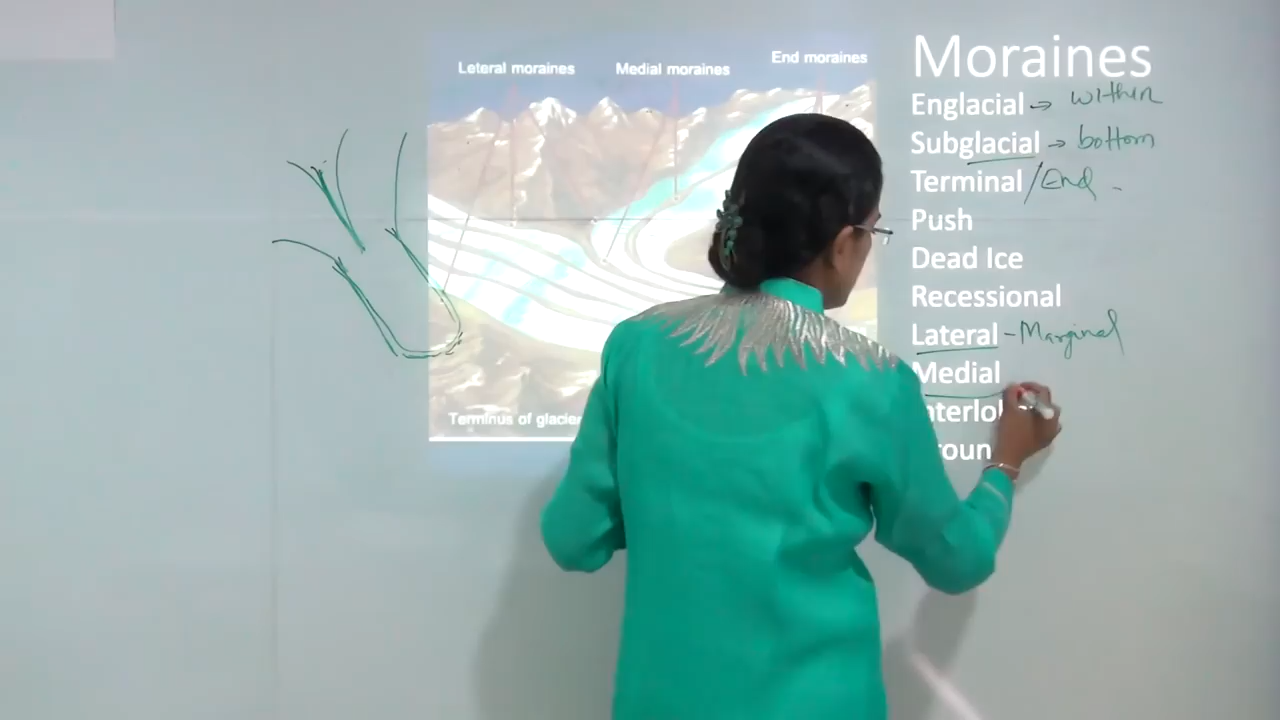 Leteral moraines
Medial moraines
End moraines
Terminus of glacier
Moraines
Englacial → within
Subglacial → bottom
Terminal / End
Push
Dead Ice
Recessional
Lateral - Marginal
Medial